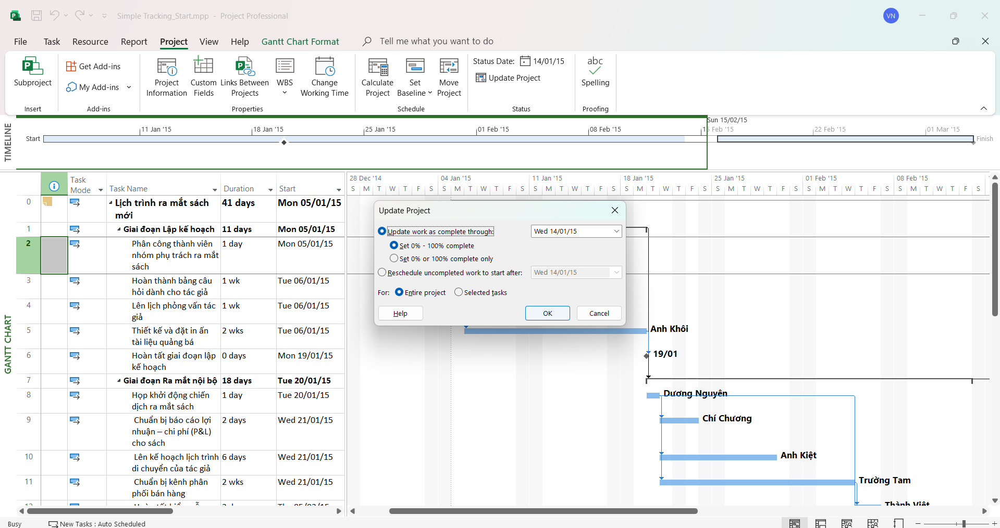 Simple Tracking_Start.mpp - Project Professional
VN
File Task Resource Report Project View Help Gantt Chart Format Tell me what you want to do
Subproject
Insert
Get Add-ins
My Add-ins
Add-ins
Project Information
Custom Fields
Links Between Projects
WBS
Change Working Time
Properties
Calculate Project
Set Baseline
Move Project
Schedule
Status Date: 14/01/15
Update Project
Status
abc
Spelling
Proofing
TIMELINE
Sun 15/02/15
11 Jan '15 18 Jan '15 25 Jan '15 01 Feb '15 08 Feb '15 15 Feb '15 22 Feb '15 01 Mar '15
Start
Finish
GANTT CHART
Task Mode Task Name Duration Start
0 Lịch trình ra mắt sách mới 41 days Mon 05/01/15
1 Giai đoạn Lập kế hoạch 11 days Mon 05/01/15
2 Phân công thành viên nhóm phụ trách ra mắt sách 1 day Mon 05/01/15
3 Hoàn thành bảng câu hỏi dành cho tác giả 1 wk Tue 06/01/15
4 Lên lịch phỏng vấn tác giả 1 wk Tue 06/01/15
5 Thiết kế và đặt in ấn tài liệu quảng bá 2 wks Tue 06/01/15
6 Hoàn tất giai đoạn lập kế hoạch 0 days Mon 19/01/15
7 Giai đoạn Ra mắt nội bộ 18 days Tue 20/01/15
8 Họp khởi động chiến dịch ra mắt sách 1 day Tue 20/01/15
9 Chuẩn bị báo cáo lợi nhuận – chi phí (P&L) cho sách 2 days Wed 21/01/15
10 Lên kế hoạch lịch trình di chuyển của tác giả 6 days Wed 21/01/15
11 Chuẩn bị kênh phân phối bán hàng 2 wks Wed 21/01/15
28 Dec '14 04 Jan '15 11 Jan '15 18 Jan '15 25 Jan '15 01 Feb '15 08 Feb '15
S M T W T F S S M T W T F S S M T W T F S S M T W T F S S M T W T F S S M T W T F S S M T W T F S
Update Project
Update work as complete through: Wed 14/01/15
Set 0% - 100% complete
Set 0% or 100% complete only
Reschedule uncompleted work to start after: Wed 14/01/15
For: Entire project Selected tasks
Help OK Cancel
Anh Khôi
19/01
Dương Nguyên
Chí Chương
Anh Kiệt
Trường Tam
Thành Việt
Busy New Tasks : Auto Scheduled